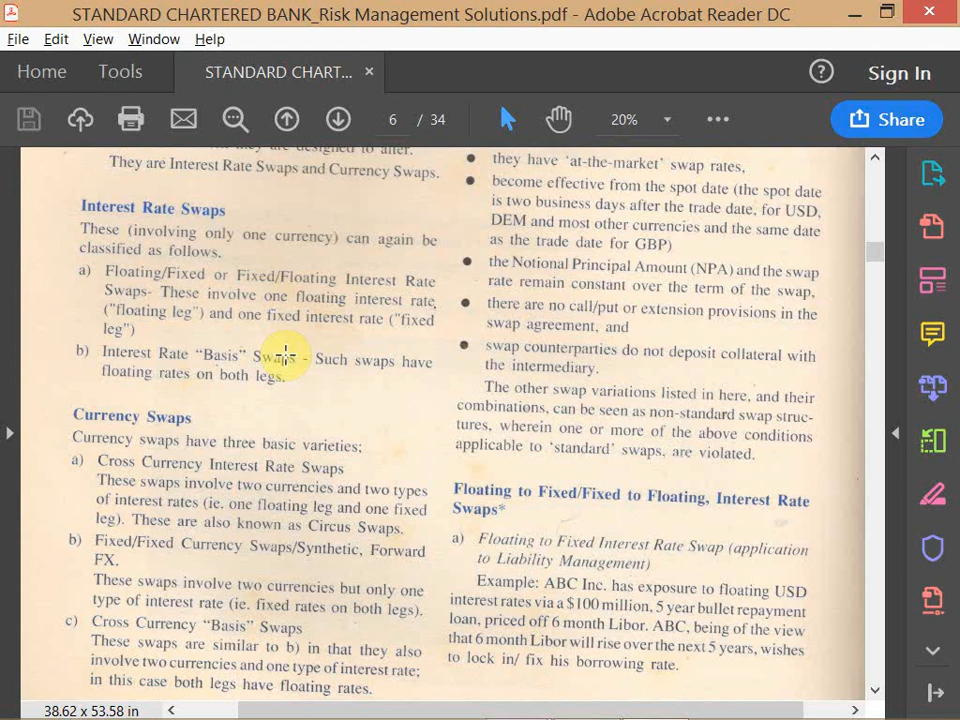 STANDARD CHARTERED BANK_Risk Management Solutions.pdf - Adobe Acrobat Reader DC
File Edit View Window Help
Home Tools STANDARD CHART... × Sign In
6 / 34 20% Share
They are Interest Rate Swaps and Currency Swaps.
Interest Rate Swaps
These (involving only one currency) can again be
classified as follows.
a) Floating/Fixed or Fixed/Floating Interest Rate
Swaps- These involve one floating interest rate,
("floating leg") and one fixed interest rate ("fixed
leg")
b) Interest Rate "Basis" Swaps - Such swaps have
floating rates on both legs.
Currency Swaps
Currency swaps have three basic varieties;
a) Cross Currency Interest Rate Swaps
These swaps involve two currencies and two types
of interest rates (ie. one floating leg and one fixed
leg). These are also known as Circus Swaps.
b) Fixed/Fixed Currency Swaps/Synthetic, Forward
FX.
These swaps involve two currencies but only one
type of interest rate (ie. fixed rates on both legs).
c) Cross Currency "Basis" Swaps
These swaps are similar to b) in that they also
involve two currencies and one type of interest rate;
in this case both legs have floating rates.
● they have 'at-the-market' swap rates,
● become effective from the spot date (the spot date
is two business days after the trade date, for USD,
DEM and most other currencies and the same date
as the trade date for GBP)
● the Notional Principal Amount (NPA) and the swap
rate remain constant over the term of the swap,
● there are no call/put or extension provisions in the
swap agreement, and
● swap counterparties do not deposit collateral with
the intermediary.
The other swap variations listed in here, and their
combinations, can be seen as non-standard swap struc-
tures, wherein one or more of the above conditions
applicable to 'standard' swaps, are violated.
Floating to Fixed/Fixed to Floating, Interest Rate
Swaps*
a) Floating to Fixed Interest Rate Swap (application
to Liability Management)
Example: ABC Inc. has exposure to floating USD
interest rates via a $100 million, 5 year bullet repayment
loan, priced off 6 month Libor. ABC, being of the view
that 6 month Libor will rise over the next 5 years, wishes
to lock in/ fix his borrowing rate.
38.62 x 53.58 in